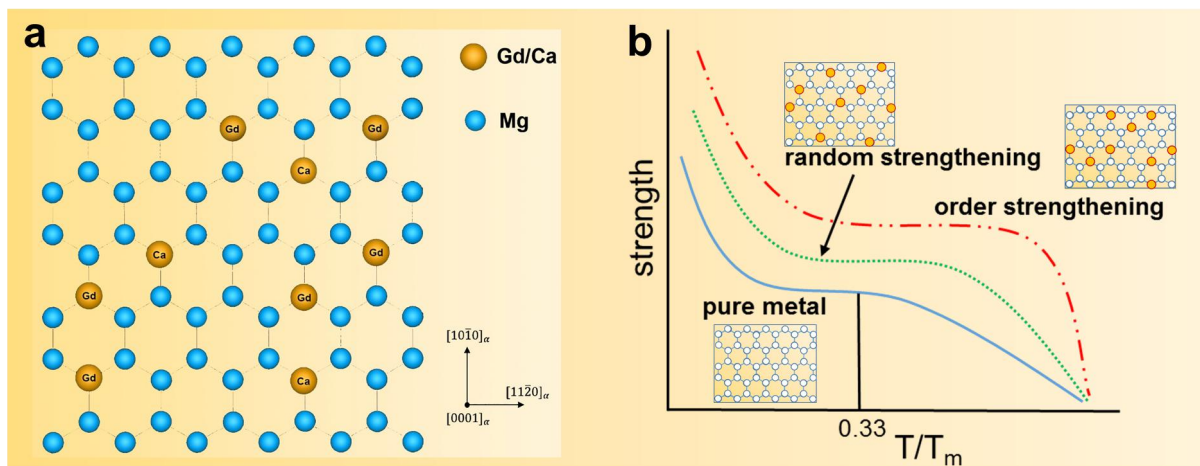 a
Gd/Ca
Mg
Gd
Gd
Ca
Ca
Gd
Gd
Gd
Gd
Ca
[101̄0]α
[112̄0]α
[0001]α
b
random strengthening
order strengthening
pure metal
strength
0.33
T/Tm